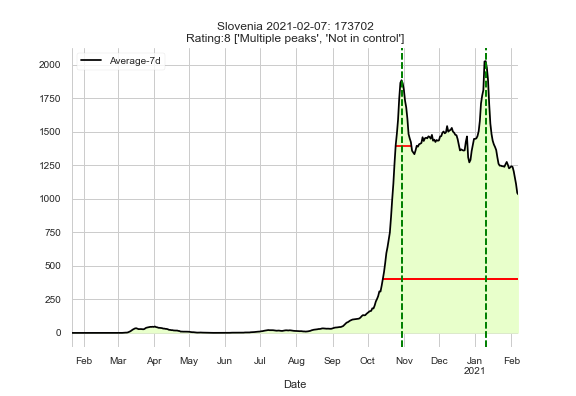 Slovenia 2021-02-07: 173702
Rating:8 ['Multiple peaks', 'Not in control']
Average-7d
2000
1750
1500
1250
1000
750
500
250
0
Feb Mar Apr May Jun Jul Aug Sep Oct Nov Dec Jan Feb
2021
Date